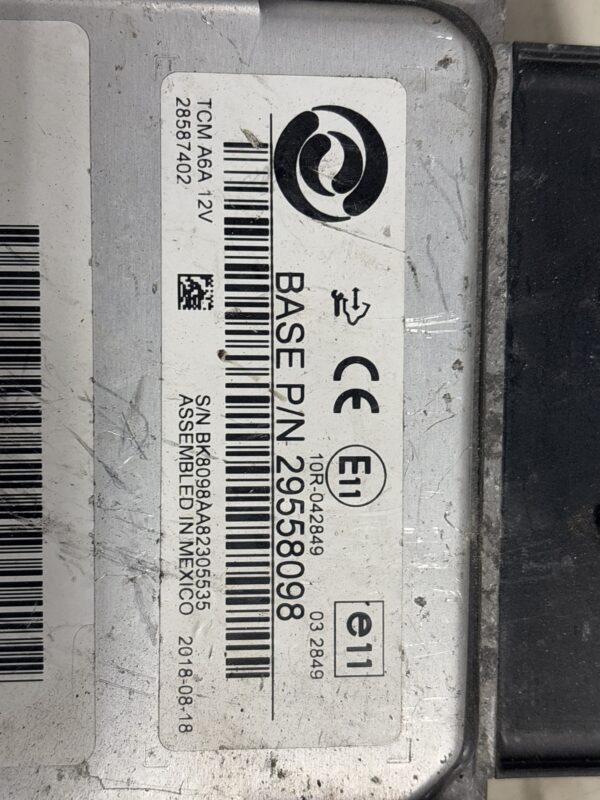 CE E11 e11
10R-042849 03 2849
BASE P/N 29558098
TCM A6A 12V S/N BK8098AA82305535
28587402 ASSEMBLED IN MEXICO 2018-08-18